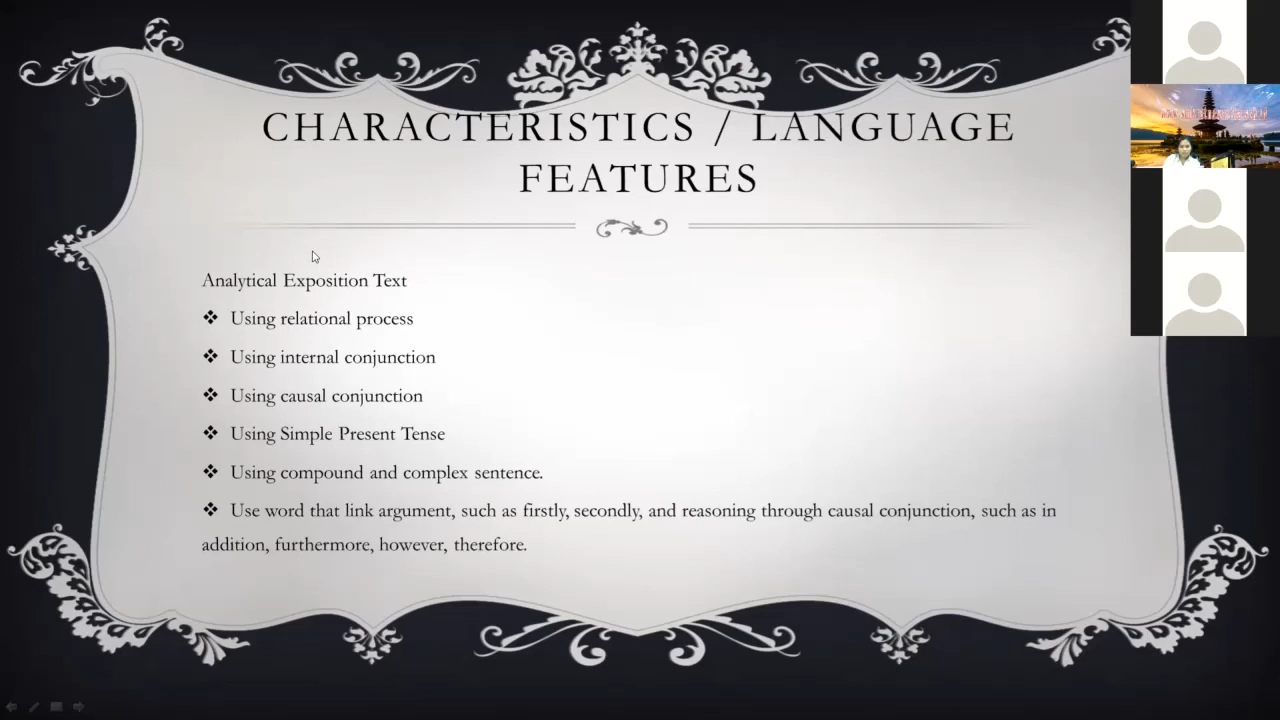 CHARACTERISTICS / LANGUAGE
FEATURES
Analytical Exposition Text
❖ Using relational process
❖ Using internal conjunction
❖ Using causal conjunction
❖ Using Simple Present Tense
❖ Using compound and complex sentence.
❖ Use word that link argument, such as firstly, secondly, and reasoning through causal conjunction, such as in
addition, furthermore, however, therefore.